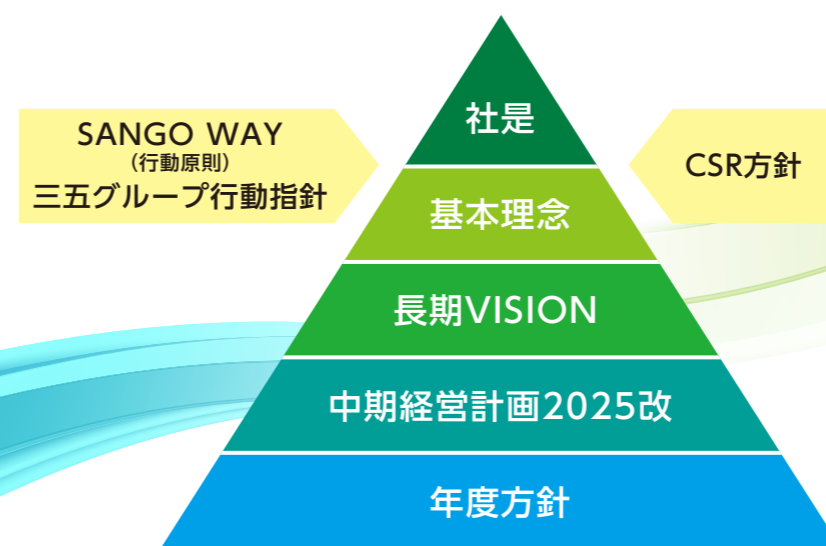 社是
SANGO WAY
(行動原則)
三五グループ行動指針
CSR方針
基本理念
長期VISION
中期経営計画2025改
年度方針